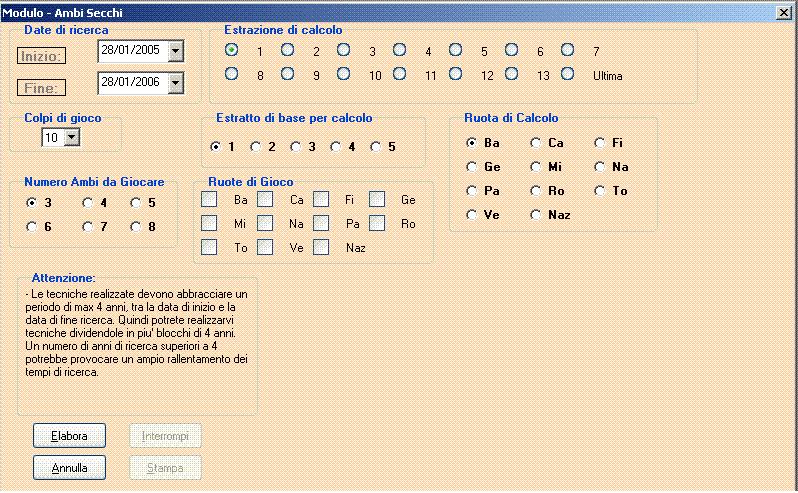 Modulo - Ambi Secchi
Date di ricerca
Inizio: 28/01/2005
Fine: 28/01/2006
Estrazione di calcolo
1 2 3 4 5 6 7
8 9 10 11 12 13 Ultima
Colpi di gioco
10
Estratto di base per calcolo
1 2 3 4 5
Ruota di Calcolo
Ba Ca Fi
Ge Mi Na
Pa Ro To
Ve Naz
Numero Ambi da Giocare
3 4 5
6 7 8
Ruote di Gioco
Ba Ca Fi Ge
Mi Na Pa Ro
To Ve Naz
Attenzione:
- Le tecniche realizzate devono abbracciare un
periodo di max 4 anni, tra la data di inizio e la
data di fine ricerca. Quindi potrete realizzarvi
tecniche dividendole in piu' blocchi di 4 anni.
Un numero di anni di ricerca superiori a 4
potrebbe provocare un ampio rallentamento dei
tempi di ricerca.
Elabora Interrompi
Annulla Stampa